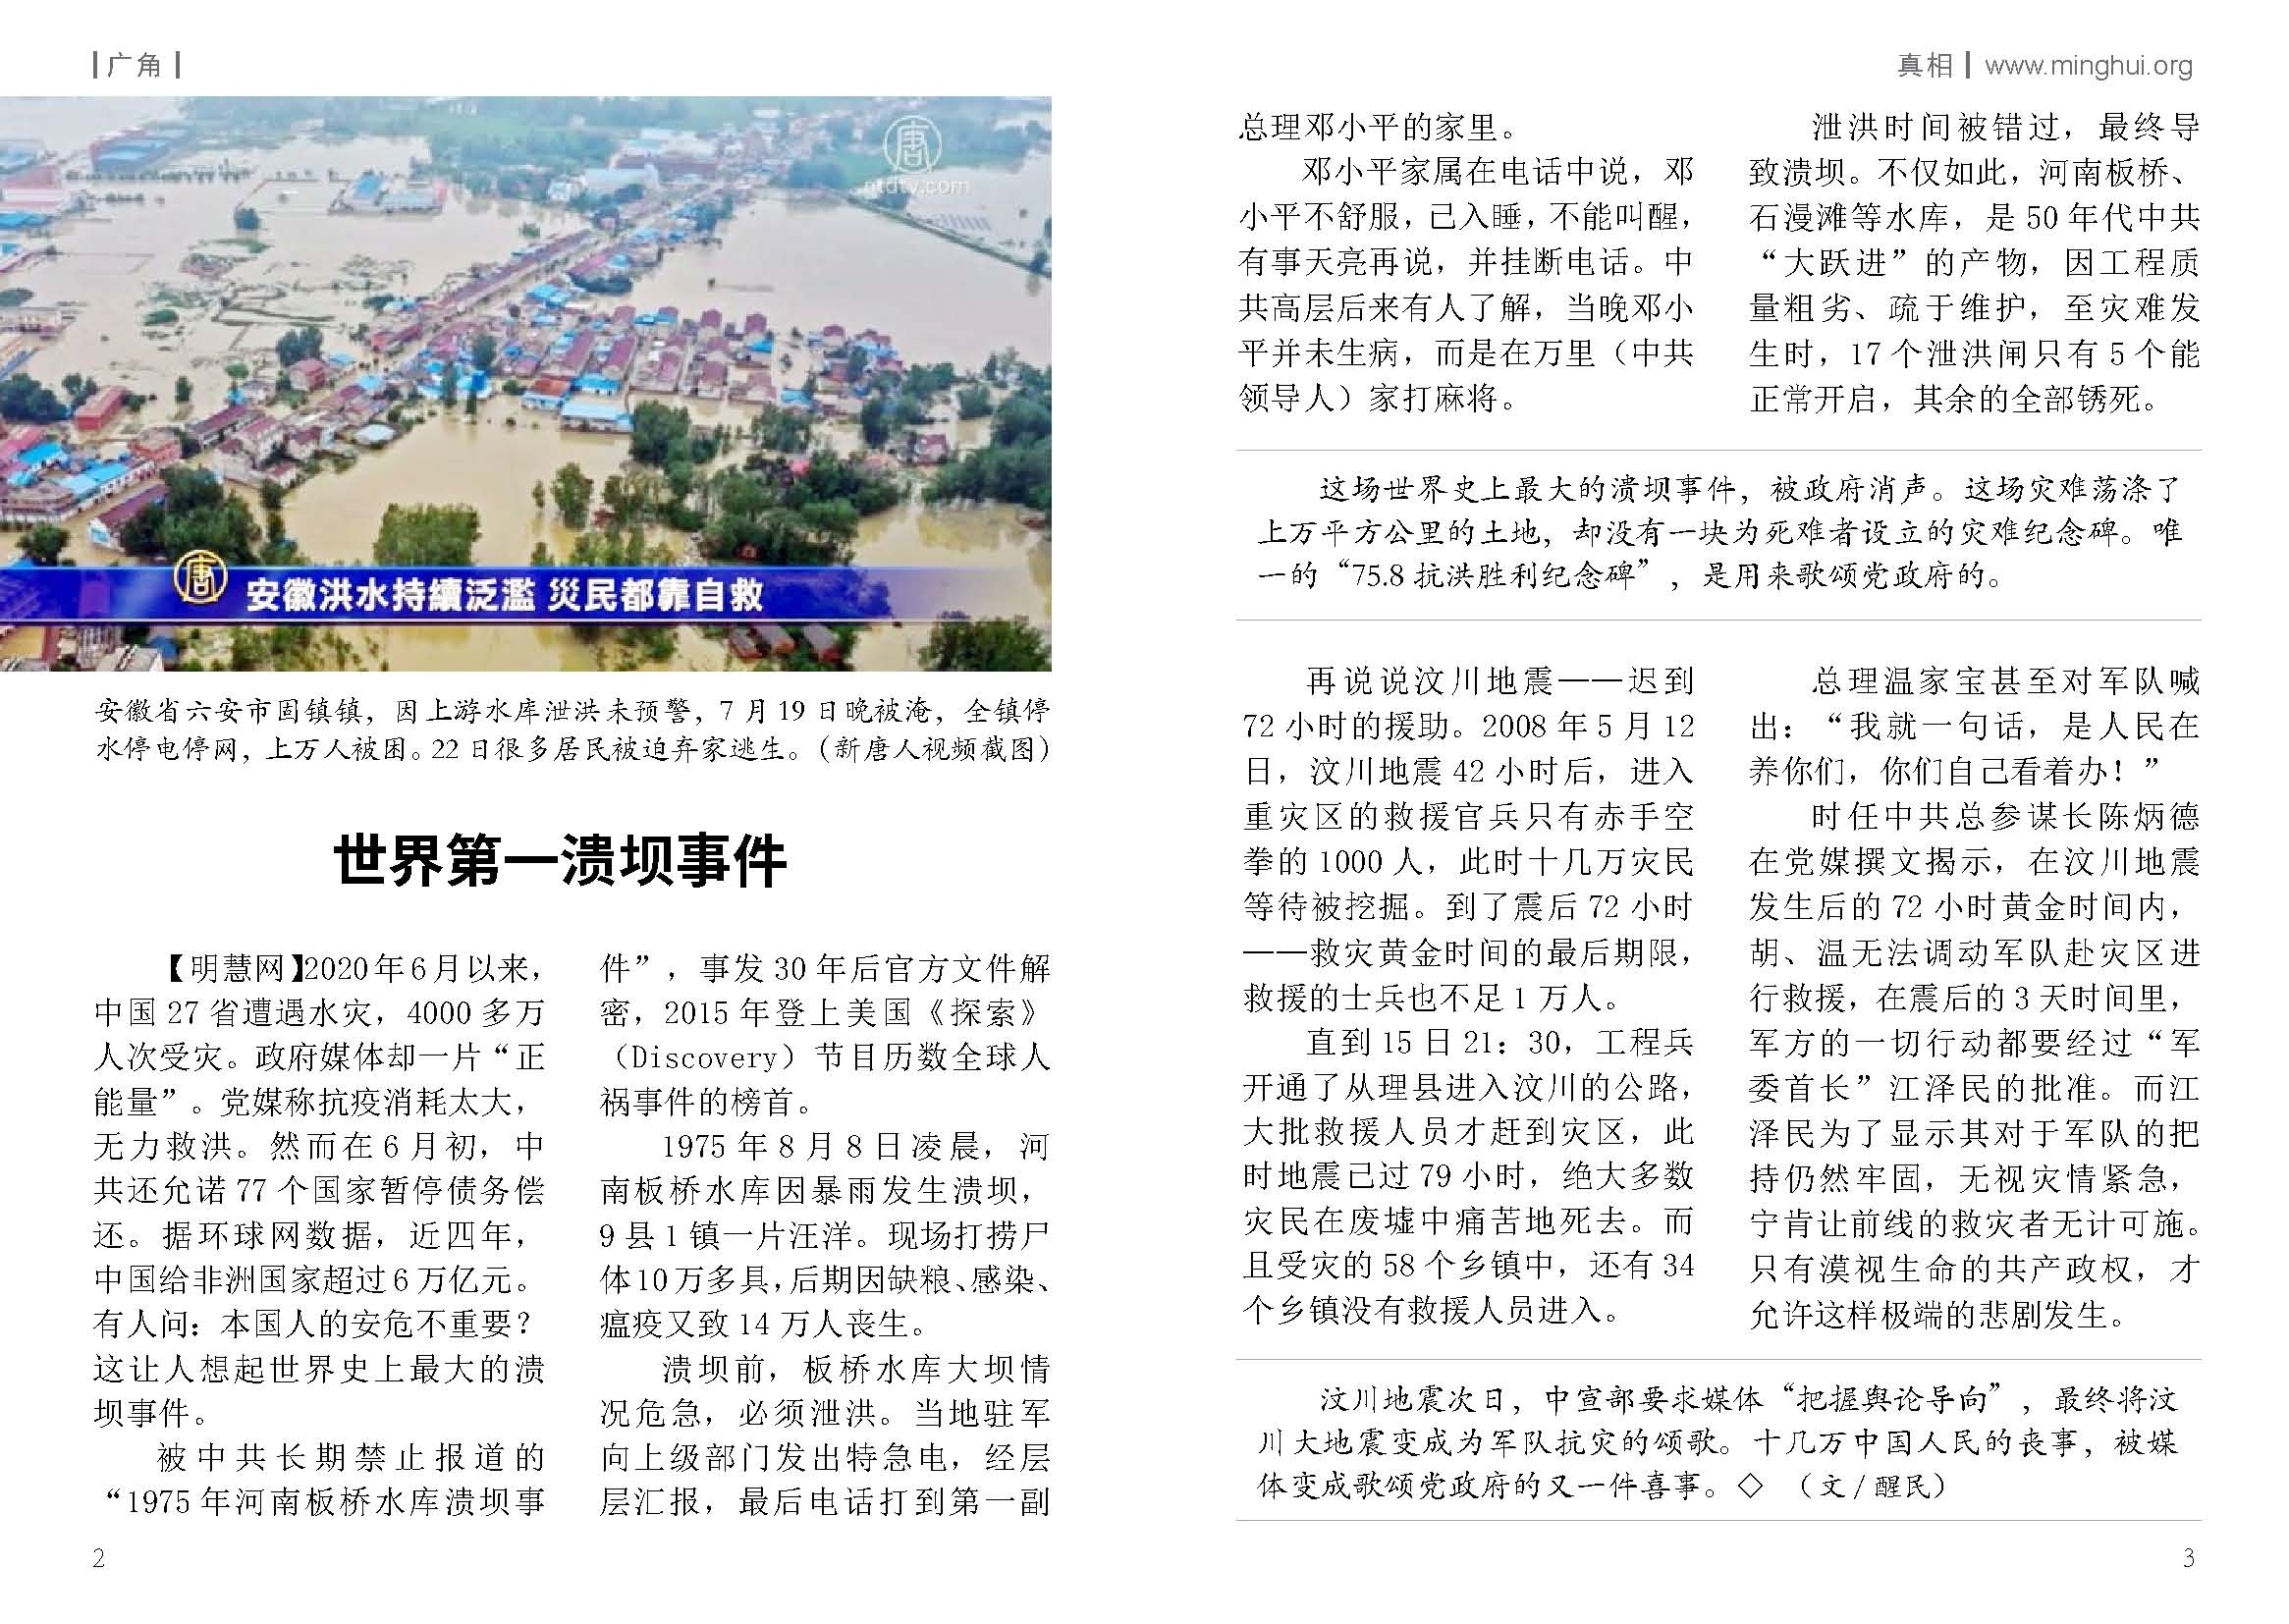 广角
真相 www.minghui.org
唐
ntdtv.com
唐
安徽洪水持續泛濫 災民都靠自救
安徽省六安市固镇镇，因上游水库泄洪未预警，7 月 19 日晚被淹，全镇停
水停电停网，上万人被困。22 日很多居民被迫弃家逃生。（新唐人视频截图）
世界第一溃坝事件
【明慧网】2020 年 6 月以来，
中国 27 省遭遇水灾，4000 多万
人次受灾。政府媒体却一片“正
能量”。党媒称抗疫消耗太大，
无力救洪。然而在 6 月初，中
共还允诺 77 个国家暂停债务偿
还。据环球网数据，近四年，
中国给非洲国家超过 6 万亿元。
有人问：本国人的安危不重要？
这让人想起世界史上最大的溃
坝事件。
被中共长期禁止报道的
“1975 年河南板桥水库溃坝事
件”，事发 30 年后官方文件解
密，2015 年登上美国《探索》
（Discovery）节目历数全球人
祸事件的榜首。
1975 年 8 月 8 日凌晨，河
南板桥水库因暴雨发生溃坝，
9 县 1 镇一片汪洋。现场打捞尸
体 10 万多具，后期因缺粮、感染、
瘟疫又致 14 万人丧生。
溃坝前，板桥水库大坝情
况危急，必须泄洪。当地驻军
向上级部门发出特急电，经层
层汇报，最后电话打到第一副
2
总理邓小平的家里。
邓小平家属在电话中说，邓
小平不舒服，已入睡，不能叫醒，
有事天亮再说，并挂断电话。中
共高层后来有人了解，当晚邓小
平并未生病，而是在万里（中共
领导人）家打麻将。
泄洪时间被错过，最终导
致溃坝。不仅如此，河南板桥、
石漫滩等水库，是 50 年代中共
“大跃进”的产物，因工程质
量粗劣、疏于维护，至灾难发
生时，17 个泄洪闸只有 5 个能
正常开启，其余的全部锈死。
这场世界史上最大的溃坝事件，被政府消声。这场灾难荡涤了
上万平方公里的土地，却没有一块为死难者设立的灾难纪念碑。唯
一的“75.8 抗洪胜利纪念碑”，是用来歌颂党政府的。
再说说汶川地震——迟到
72 小时的援助。2008 年 5 月 12
日，汶川地震 42 小时后，进入
重灾区的救援官兵只有赤手空
拳的 1000 人，此时十几万灾民
等待被挖掘。到了震后 72 小时
——救灾黄金时间的最后期限，
救援的士兵也不足 1 万人。
直到 15 日 21：30，工程兵
开通了从理县进入汶川的公路，
大批救援人员才赶到灾区，此
时地震已过 79 小时，绝大多数
灾民在废墟中痛苦地死去。而
且受灾的 58 个乡镇中，还有 34
个乡镇没有救援人员进入。
总理温家宝甚至对军队喊
出：“我就一句话，是人民在
养你们，你们自己看着办！”
时任中共总参谋长陈炳德
在党媒撰文揭示，在汶川地震
发生后的 72 小时黄金时间内，
胡、温无法调动军队赴灾区进
行救援，在震后的 3 天时间里，
军方的一切行动都要经过“军
委首长”江泽民的批准。而江
泽民为了显示其对于军队的把
持仍然牢固，无视灾情紧急，
宁肯让前线的救灾者无计可施。
只有漠视生命的共产政权，才
允许这样极端的悲剧发生。
汶川地震次日，中宣部要求媒体“把握舆论导向”，最终将汶
川大地震变成为军队抗灾的颂歌。十几万中国人民的丧事，被媒
体变成歌颂党政府的又一件喜事。◇ （文 / 醒民）
3